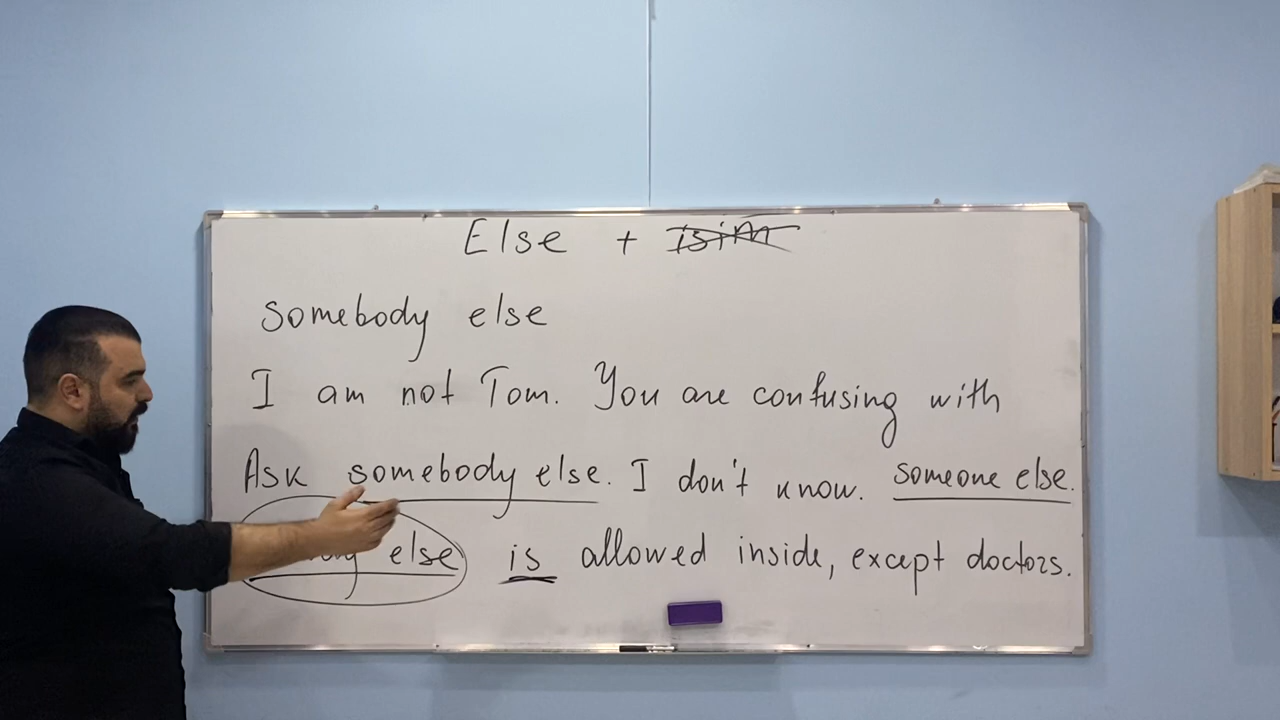 Else + isim
somebody else
I am not Tom. You are confusing with
someone else.
Ask somebody else. I don't know.
else is allowed inside, except doctors.